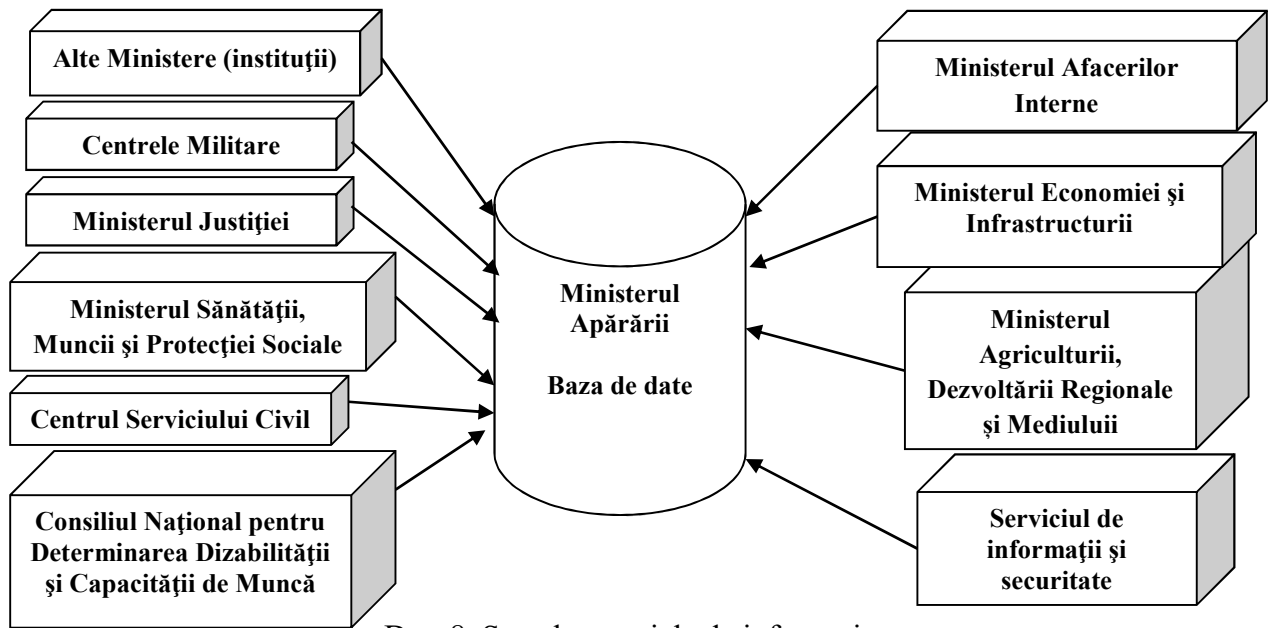 Alte Ministere (instituţii)
Centrele Militare
Ministerul Justiţiei
Ministerul Sănătăţii,
Muncii şi Protecţiei Sociale
Centrul Serviciului Civil
Consiliul Naţional pentru
Determinarea Dizabilităţii
şi Capacităţii de Muncă
Ministerul
Apărării
Baza de date
Ministerul Afacerilor
Interne
Ministerul Economiei şi
Infrastructurii
Ministerul
Agriculturii,
Dezvoltării Regionale
și Mediuluii
Serviciul de
informaţii şi
securitate